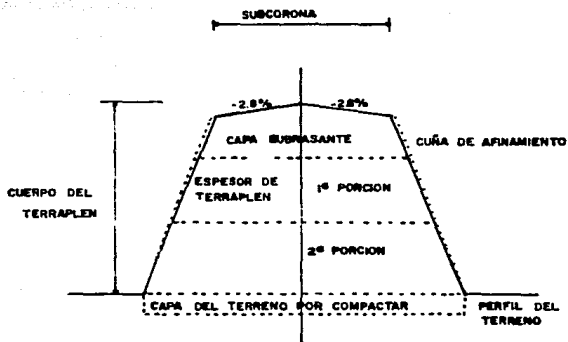 SUBCORONA
-2.8% -2.8%
CAPA SUBRASANTE
CUÑA DE AFINAMIENTO
CUERPO DEL
TERRAPLEN
ESPESOR DE
TERRAPLEN
1ª PORCION
2ª PORCION
CAPA DEL TERRENO POR COMPACTAR
PERFIL DEL
TERRENO